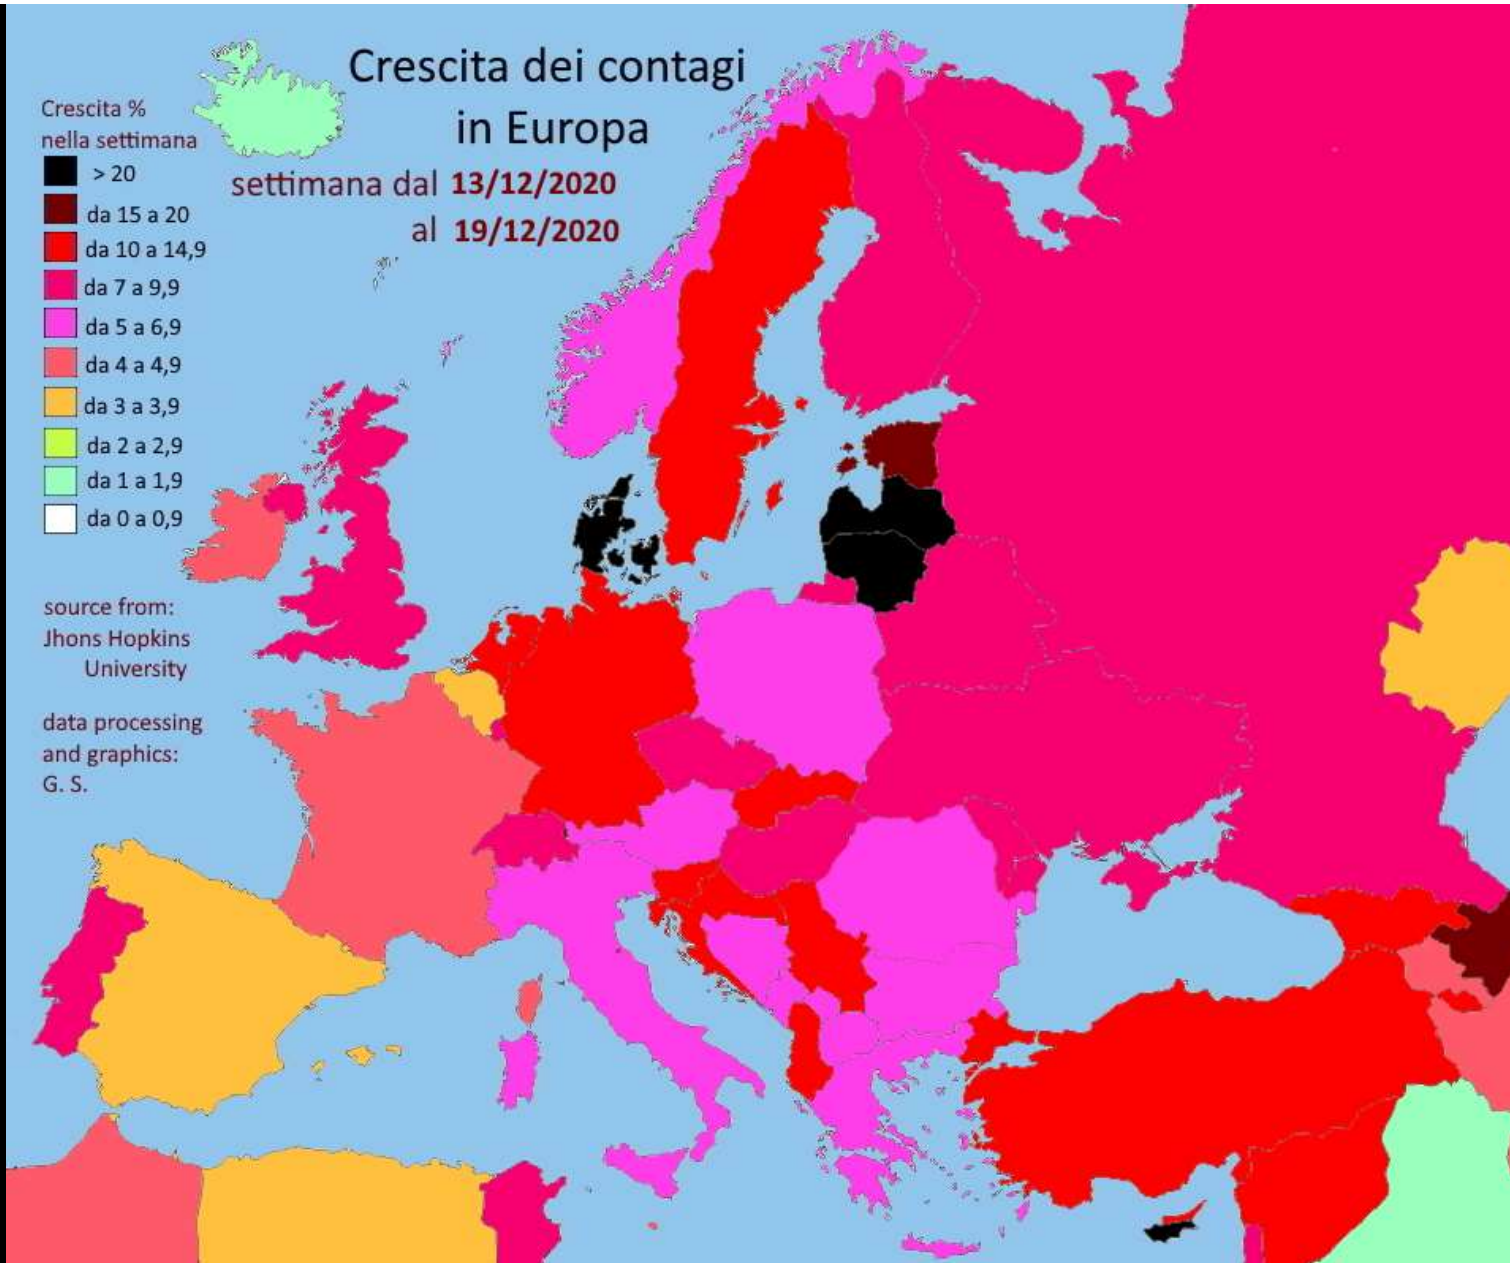 Crescita dei contagi
in Europa
settimana dal 13/12/2020
al 19/12/2020
Crescita %
nella settimana
> 20
da 15 a 20
da 10 a 14,9
da 7 a 9,9
da 5 a 6,9
da 4 a 4,9
da 3 a 3,9
da 2 a 2,9
da 1 a 1,9
da 0 a 0,9
source from:
Jhons Hopkins
University
data processing
and graphics:
G. S.